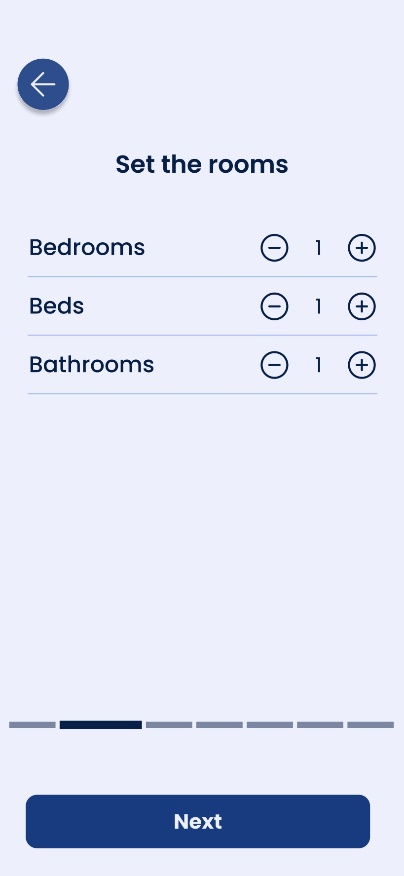 Set the rooms
Bedrooms 1
Beds 1
Bathrooms 1
Next